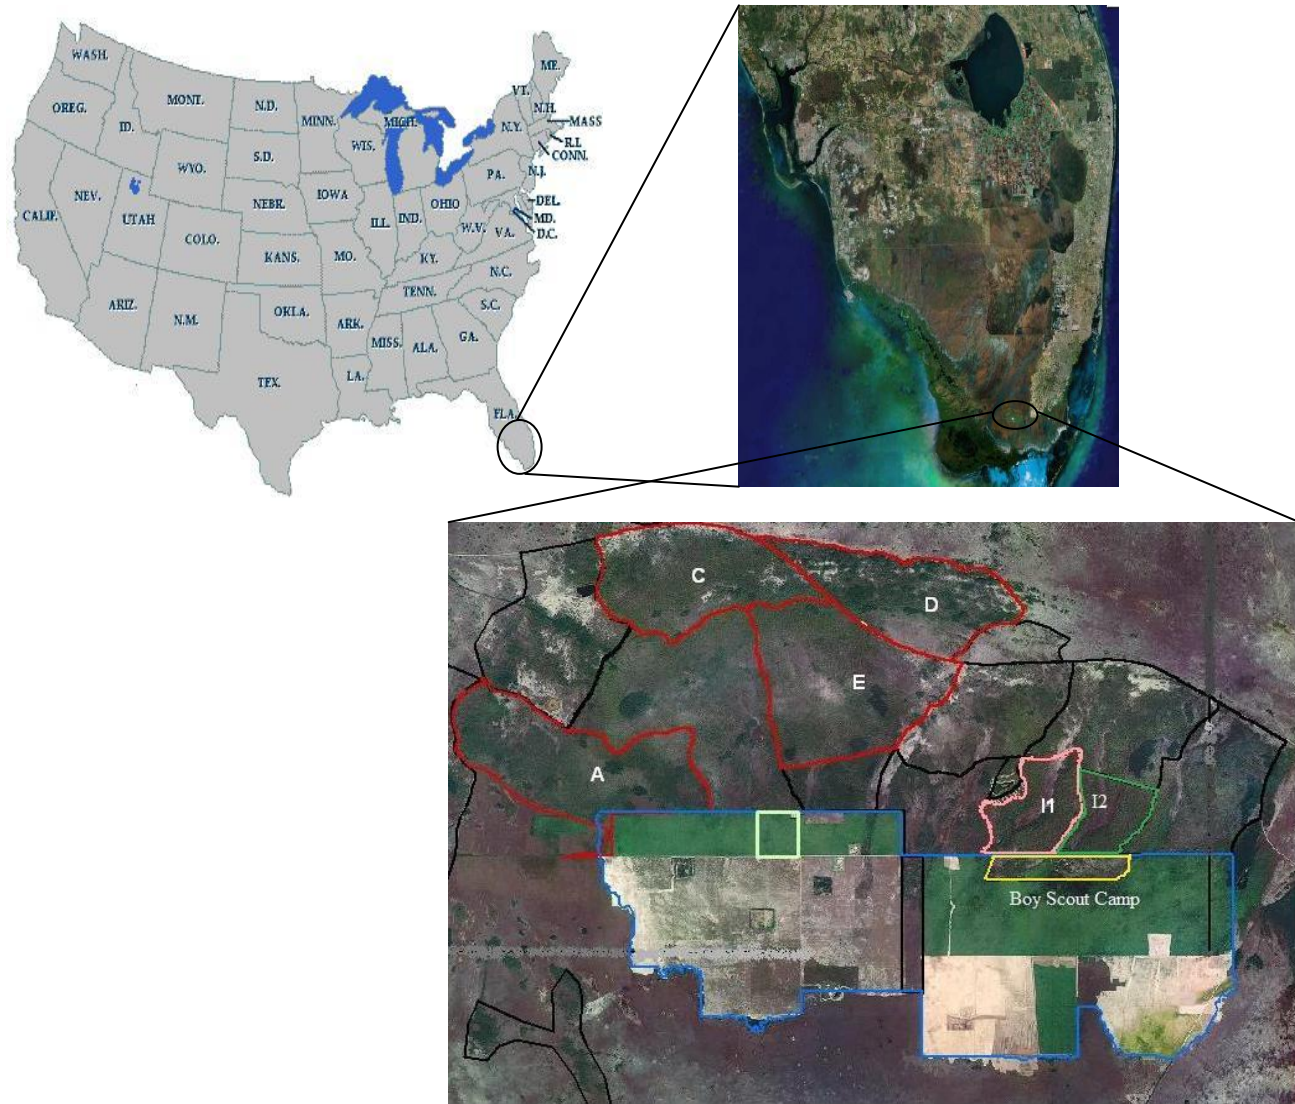 WASH.
OREG.
CALIF.
NEV.
ID.
MONT.
WYO.
UTAH
ARIZ.
COLO.
N.M.
N.D.
S.D.
NEBR.
KANS.
OKLA.
TEX.
MINN.
IOWA
MO.
ARK.
LA.
WIS.
ILL.
MICH.
IND.
OHIO
KY.
TENN.
MISS.
ALA.
GA.
FLA.
S.C.
N.C.
VA.
W.V.
PA.
N.Y.
VT.
N.H.
ME.
MASS
R.I.
CONN.
N.J.
DEL.
MD.
D.C.
C
D
E
A
I1
I2
Boy Scout Camp